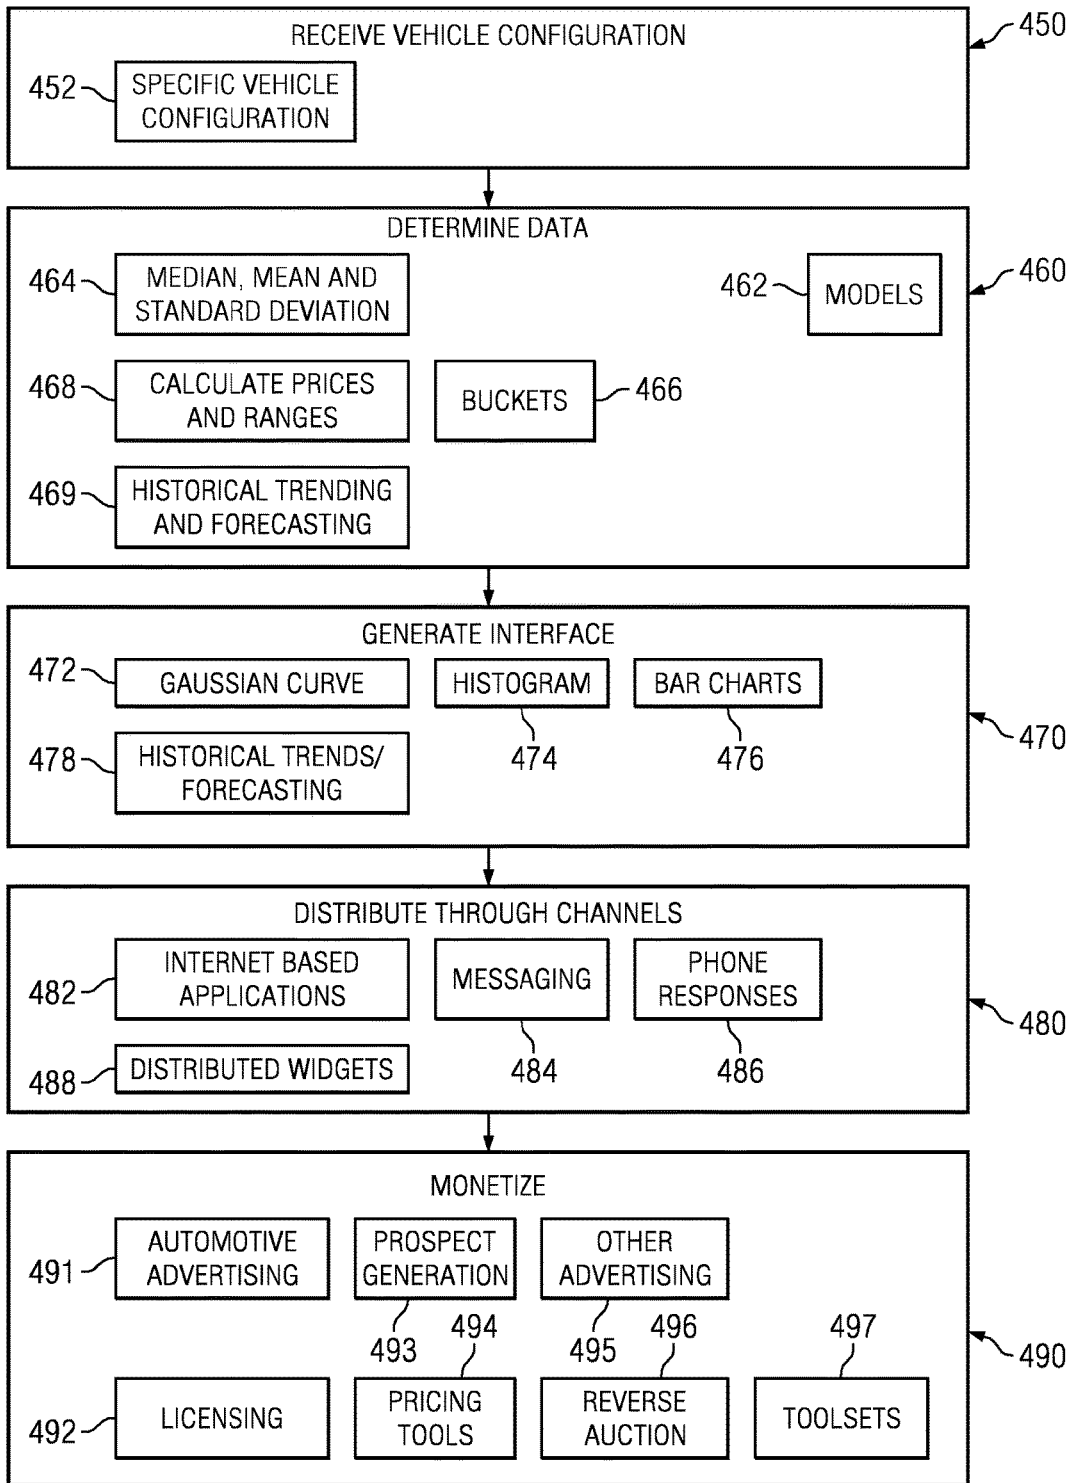 RECEIVE VEHICLE CONFIGURATION
450
452
SPECIFIC VEHICLE
CONFIGURATION
DETERMINE DATA
460
464
MEDIAN, MEAN AND
STANDARD DEVIATION
462
MODELS
468
CALCULATE PRICES
AND RANGES
BUCKETS
466
469
HISTORICAL TRENDING
AND FORECASTING
GENERATE INTERFACE
470
472
GAUSSIAN CURVE
HISTOGRAM
474
BAR CHARTS
476
478
HISTORICAL TRENDS/
FORECASTING
DISTRIBUTE THROUGH CHANNELS
480
482
INTERNET BASED
APPLICATIONS
MESSAGING
484
PHONE
RESPONSES
486
488
DISTRIBUTED WIDGETS
MONETIZE
490
491
AUTOMOTIVE
ADVERTISING
PROSPECT
GENERATION
493
OTHER
ADVERTISING
495
492
LICENSING
494
PRICING
TOOLS
496
REVERSE
AUCTION
497
TOOLSETS